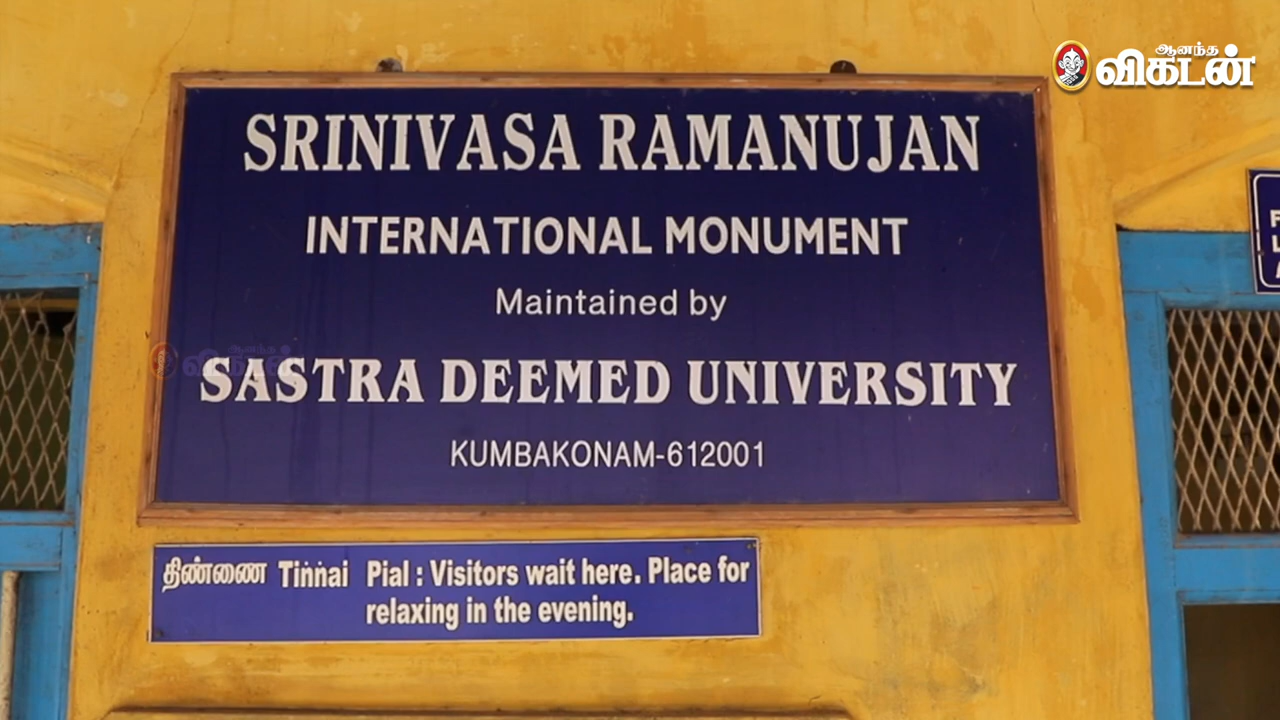 ஆனந்த
விகடன்
SRINIVASA RAMANUJAN
INTERNATIONAL MONUMENT
Maintained by
SASTRA DEEMED UNIVERSITY
KUMBAKONAM-612001
திண்ணை Tiṅṅai Pial : Visitors wait here. Place for
relaxing in the evening.